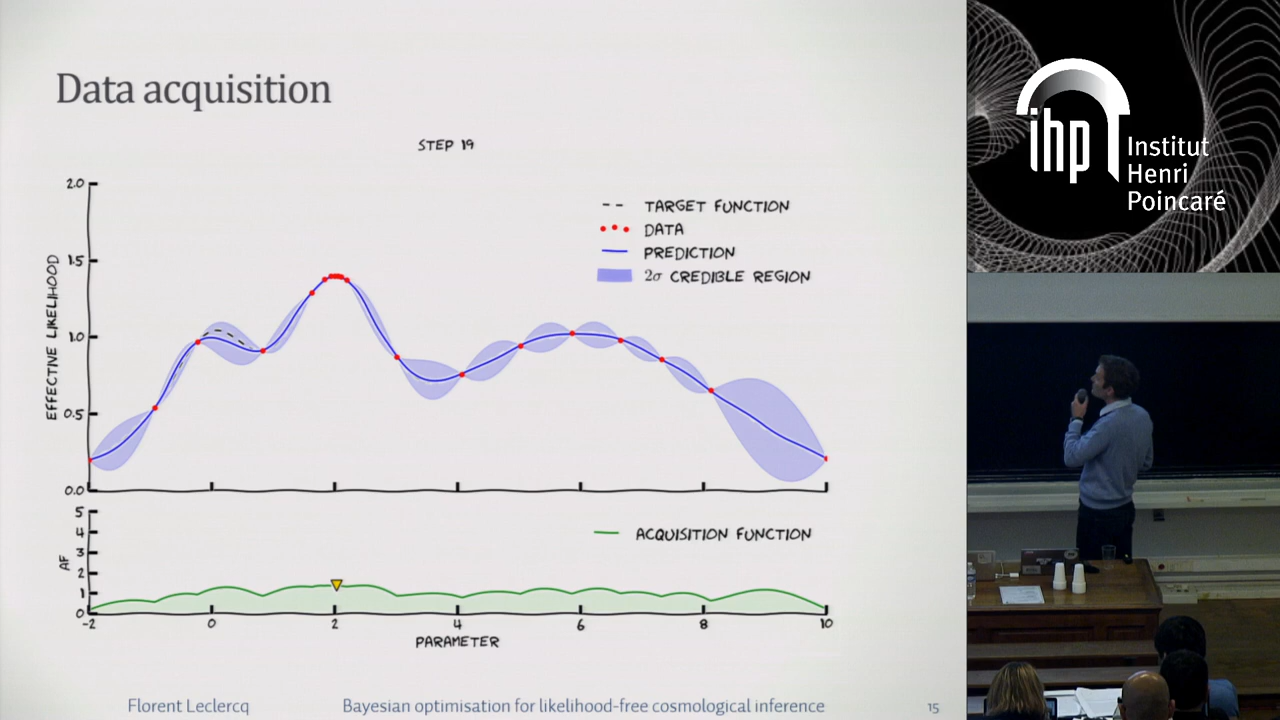 Data acquisition
STEP 19
2.0
1.5
1.0
0.5
0.0
EFFECTIVE LIKELIHOOD
TARGET FUNCTION
DATA
PREDICTION
2σ CREDIBLE REGION
5
4
3
2
1
0
AF
ACQUISITION FUNCTION
-2 0 2 4 6 8 10
PARAMETER
Florent Leclercq Bayesian optimisation for likelihood-free cosmological inference 15
ihp Institut
Henri
Poincaré